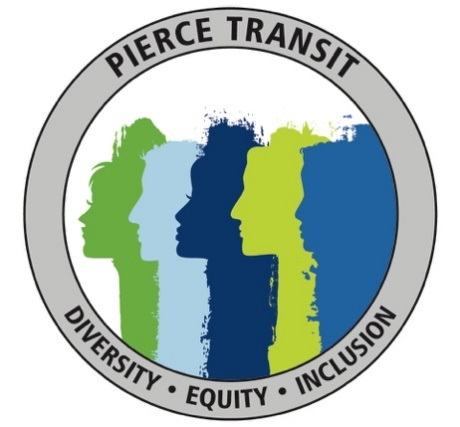 PIERCE TRANSIT
DIVERSITY • EQUITY • INCLUSION